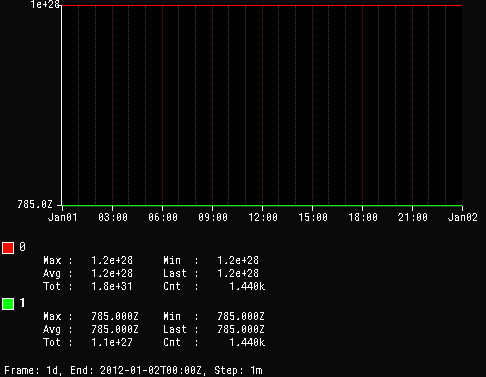 1e+28
785.0Z
Jan01 03:00 06:00 09:00 12:00 15:00 18:00 21:00 Jan02
0
Max : 1.2e+28 Min : 1.2e+28
Avg : 1.2e+28 Last : 1.2e+28
Tot : 1.8e+31 Cnt : 1.440k
1
Max : 785.000Z Min : 785.000Z
Avg : 785.000Z Last : 785.000Z
Tot : 1.1e+27 Cnt : 1.440k
Frame: 1d, End: 2012-01-02T00:00Z, Step: 1m